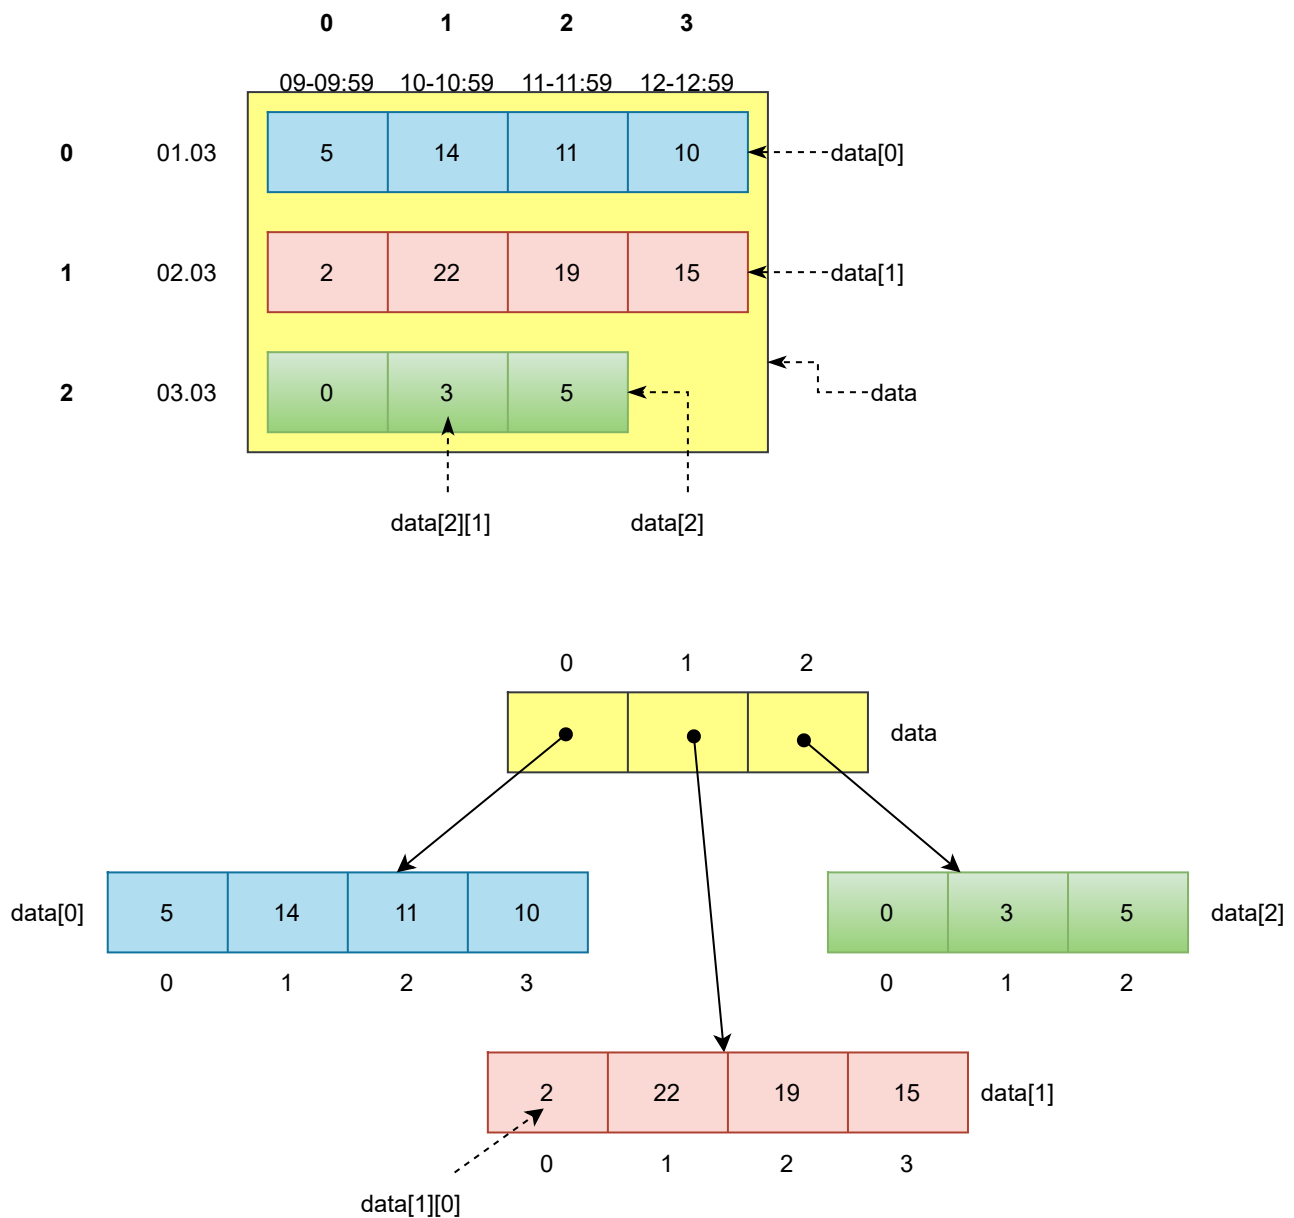 0 1 2 3
09-09:59 10-10:59 11-11:59 12-12:59
0 01.03 5 14 11 10 data[0]
1 02.03 2 22 19 15 data[1]
2 03.03 0 3 5 data
data[2][1] data[2]
0 1 2
data
data[0] 5 14 11 10 0 3 5 data[2]
0 1 2 3 0 1 2
2 22 19 15 data[1]
0 1 2 3
data[1][0]